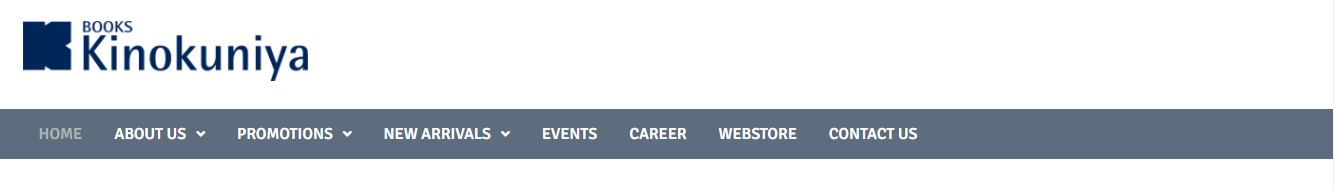 BOOKS
Kinokuniya
HOME ABOUT US PROMOTIONS NEW ARRIVALS EVENTS CAREER WEBSTORE CONTACT US